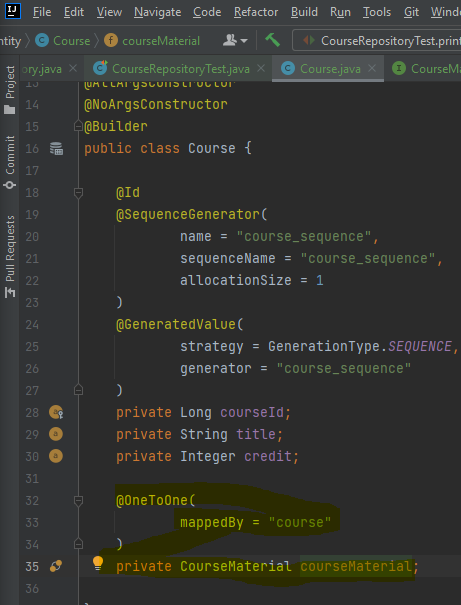 File Edit View Navigate Code Refactor Build Run Tools Git Window
ntity Course courseMaterial CourseRepositoryTest.print
ory.java CourseRepositoryTest.java Course.java CourseMa
Project
Commit
Pull Requests
13 @AllArgsConstructor
14 @NoArgsConstructor
15 @Builder
16 public class Course {
17
18 @Id
19 @SequenceGenerator(
20 name = "course_sequence",
21 sequenceName = "course_sequence",
22 allocationSize = 1
23 )
24 @GeneratedValue(
25 strategy = GenerationType.SEQUENCE,
26 generator = "course_sequence"
27 )
28 private Long courseId;
29 private String title;
30 private Integer credit;
31
32 @OneToOne(
33 mappedBy = "course"
34 )
35 private CourseMaterial courseMaterial;
36